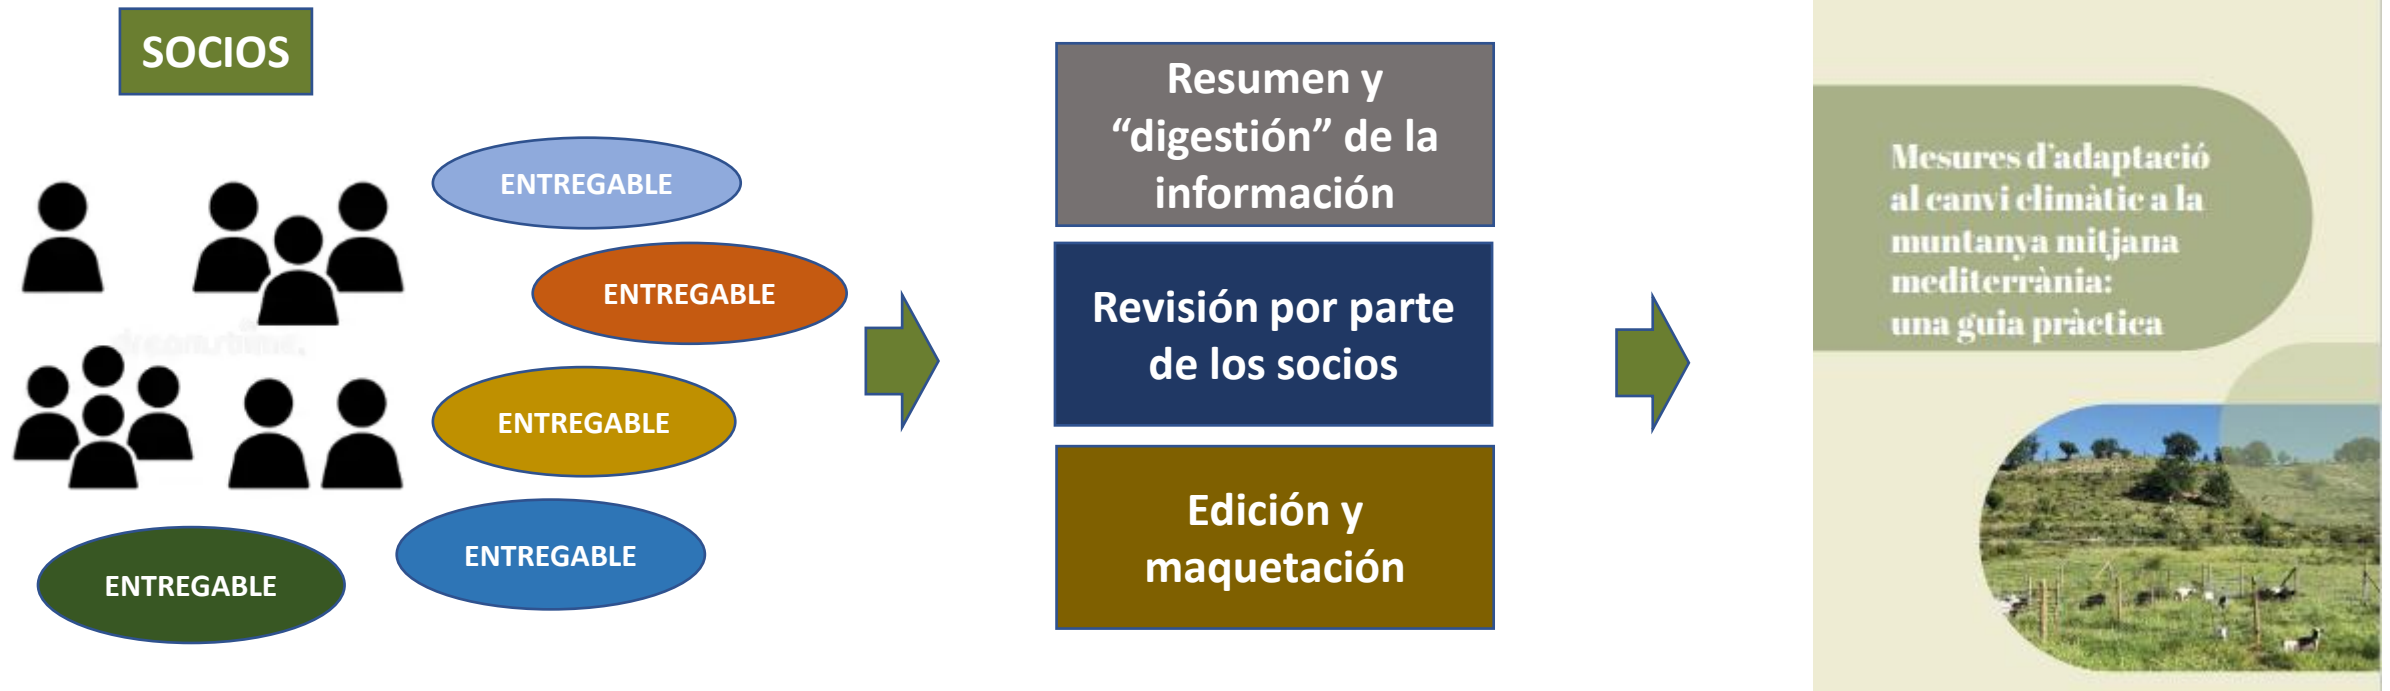 SOCIOS
ENTREGABLE
ENTREGABLE
ENTREGABLE
ENTREGABLE
ENTREGABLE
Resumen y
“digestión” de la
información
Revisión por parte
de los socios
Edición y
maquetación
Mesures d'adaptació
al canvi climàtic a la
muntanya mitjana
mediterrània:
una guia pràctica